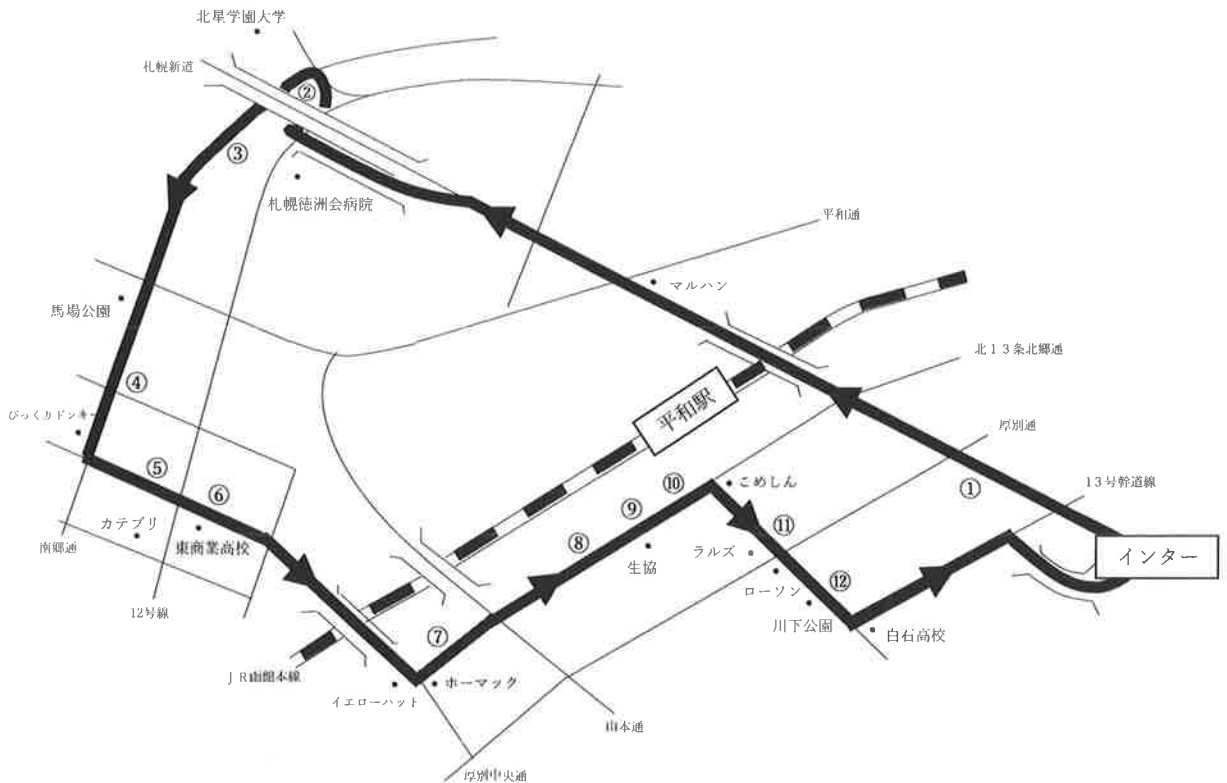 北星学園大学
札幌新道
②
③
札幌徳洲会病院
平和通
マルハン
馬場公園
北13条北郷通
④
平和駅
びっくりドンキー
厚別通
⑤
⑩
こめしん
①
13号幹道線
⑥
⑨
⑪
カテプリ
東商業高校
⑧
生協
ラルズ
インター
南郷通
ローソン
12号線
⑫
川下公園
⑦
白石高校
JR函館本線
イエローハット
ホーマック
山本通
厚別中央通